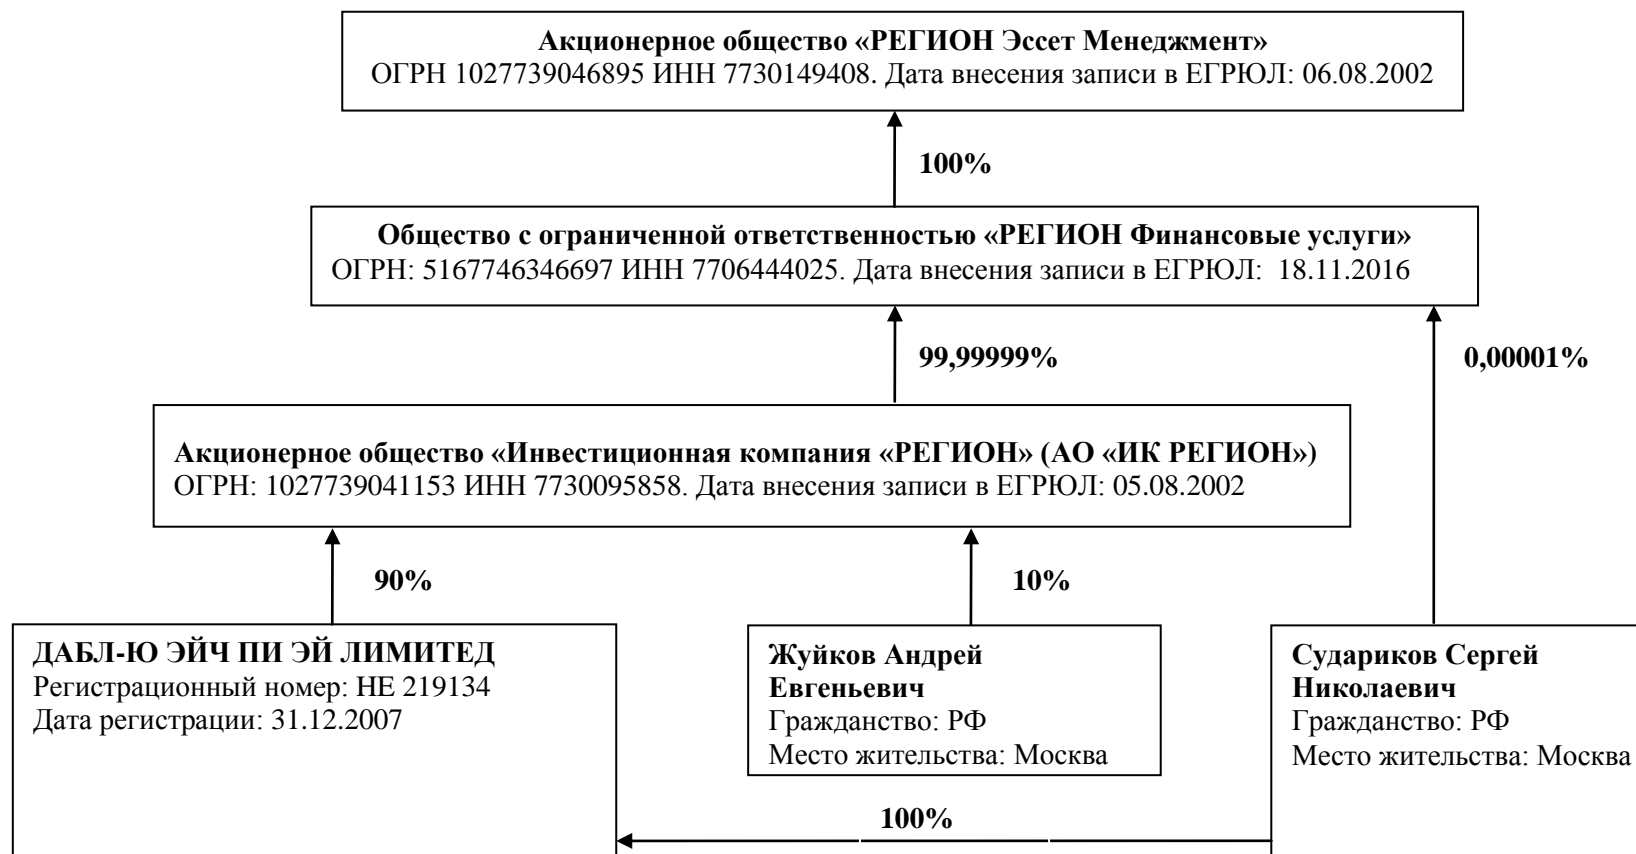 Акционерное общество «РЕГИОН Эссет Менеджмент»
ОГРН 1027739046895 ИНН 7730149408. Дата внесения записи в ЕГРЮЛ: 06.08.2002
100%
Общество с ограниченной ответственностью «РЕГИОН Финансовые услуги»
ОГРН: 5167746346697 ИНН 7706444025. Дата внесения записи в ЕГРЮЛ: 18.11.2016
99,99999%
0,00001%
Акционерное общество «Инвестиционная компания «РЕГИОН» (АО «ИК РЕГИОН»)
ОГРН: 1027739041153 ИНН 7730095858. Дата внесения записи в ЕГРЮЛ: 05.08.2002
90%
10%
ДАБЛ-Ю ЭЙЧ ПИ ЭЙ ЛИМИТЕД
Регистрационный номер: НЕ 219134
Дата регистрации: 31.12.2007
Жуйков Андрей
Евгеньевич
Гражданство: РФ
Место жительства: Москва
Судариков Сергей
Николаевич
Гражданство: РФ
Место жительства: Москва
100%